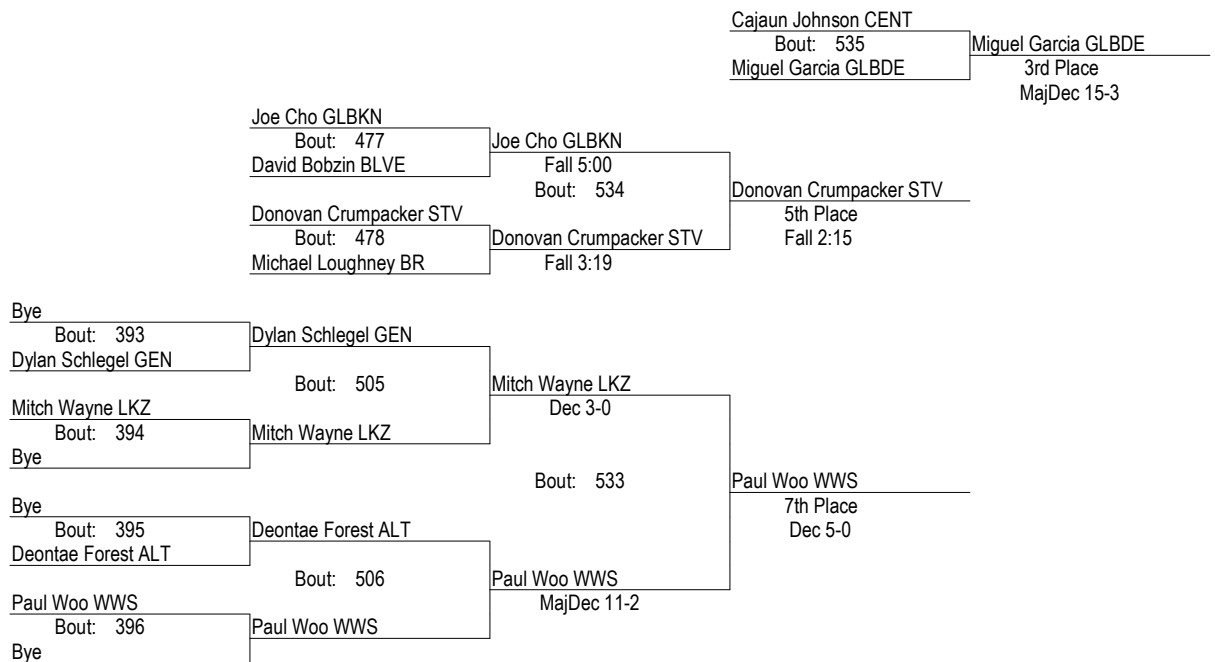 Cajaun Johnson CENT
Bout: 535
Miguel Garcia GLBDE
Miguel Garcia GLBDE
3rd Place
MajDec 15-3
Joe Cho GLBKN
Bout: 477
David Bobzin BLVE
Joe Cho GLBKN
Fall 5:00
Bout: 534
Donovan Crumpacker STV
5th Place
Fall 2:15
Donovan Crumpacker STV
Bout: 478
Michael Loughney BR
Donovan Crumpacker STV
Fall 3:19
Bye
Bout: 393
Dylan Schlegel GEN
Dylan Schlegel GEN
Bout: 505
Mitch Wayne LKZ
Dec 3-0
Mitch Wayne LKZ
Bout: 394
Bye
Mitch Wayne LKZ
Bout: 533
Paul Woo WWS
7th Place
Dec 5-0
Bye
Bout: 395
Deontae Forest ALT
Deontae Forest ALT
Bout: 506
Paul Woo WWS
MajDec 11-2
Paul Woo WWS
Bout: 396
Bye
Paul Woo WWS